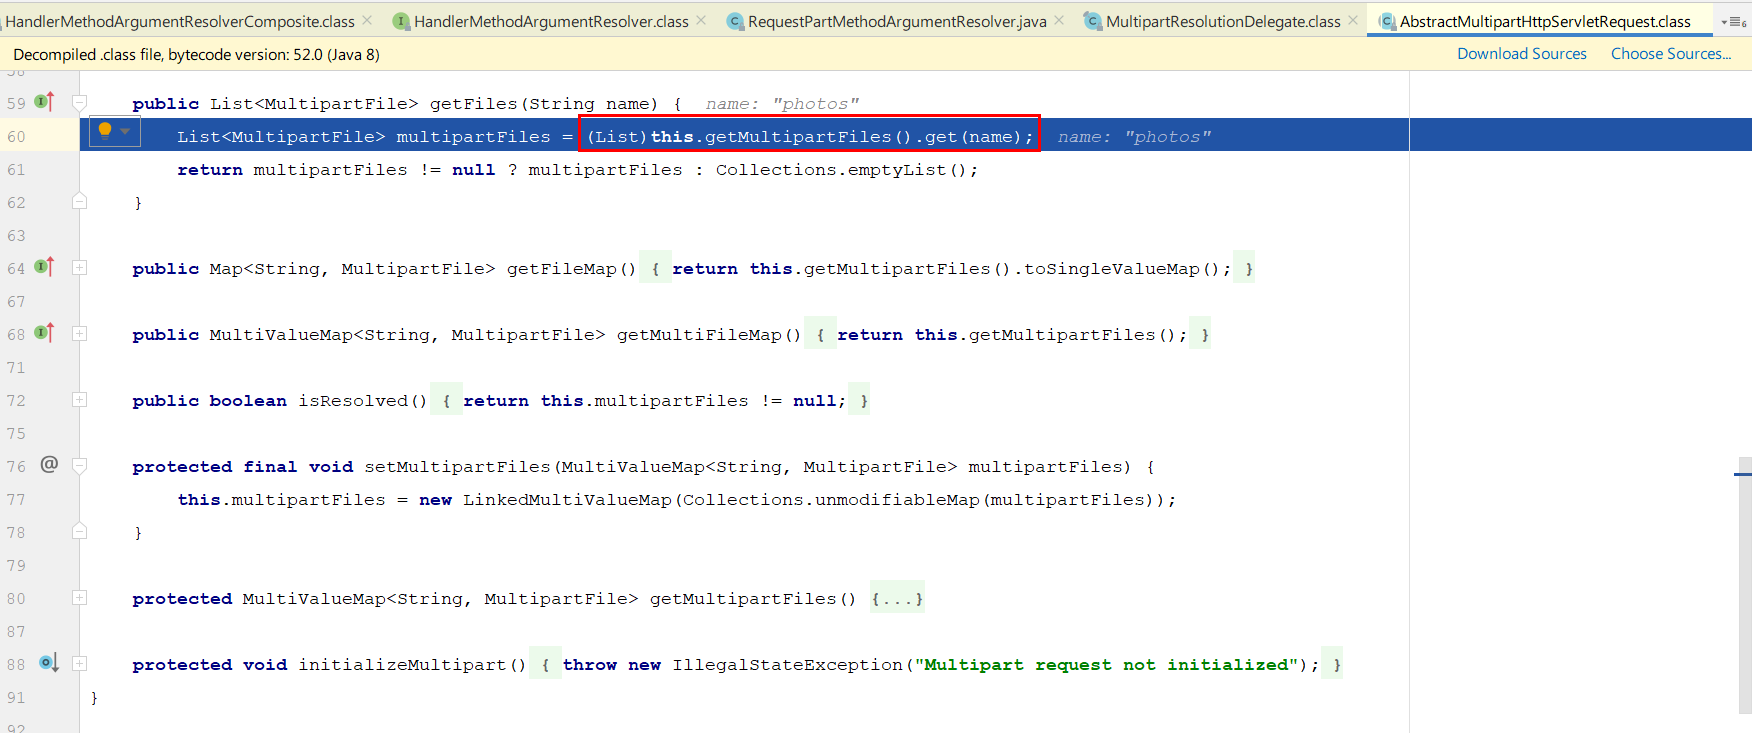 HandlerMethodArgumentResolverComposite.class HandlerMethodArgumentResolver.class RequestPartMethodArgumentResolver.java MultipartResolutionDelegate.class AbstractMultipartHttpServletRequest.class 6
Decompiled .class file, bytecode version: 52.0 (Java 8) Download Sources Choose Sources...
58
59 public List<MultipartFile> getFiles(String name) { name: "photos"
60 List<MultipartFile> multipartFiles = (List)this.getMultipartFiles().get(name); name: "photos"
61 return multipartFiles != null ? multipartFiles : Collections.emptyList();
62 }
63
64 public Map<String, MultipartFile> getFileMap() { return this.getMultipartFiles().toSingleValueMap(); }
67
68 public MultiValueMap<String, MultipartFile> getMultiFileMap() { return this.getMultipartFiles(); }
71
72 public boolean isResolved() { return this.multipartFiles != null; }
75
76 @ protected final void setMultipartFiles(MultiValueMap<String, MultipartFile> multipartFiles) {
77 this.multipartFiles = new LinkedMultiValueMap(Collections.unmodifiableMap(multipartFiles));
78 }
79
80 protected MultiValueMap<String, MultipartFile> getMultipartFiles() {...}
87
88 protected void initializeMultipart() { throw new IllegalStateException("Multipart request not initialized"); }
91 }
92